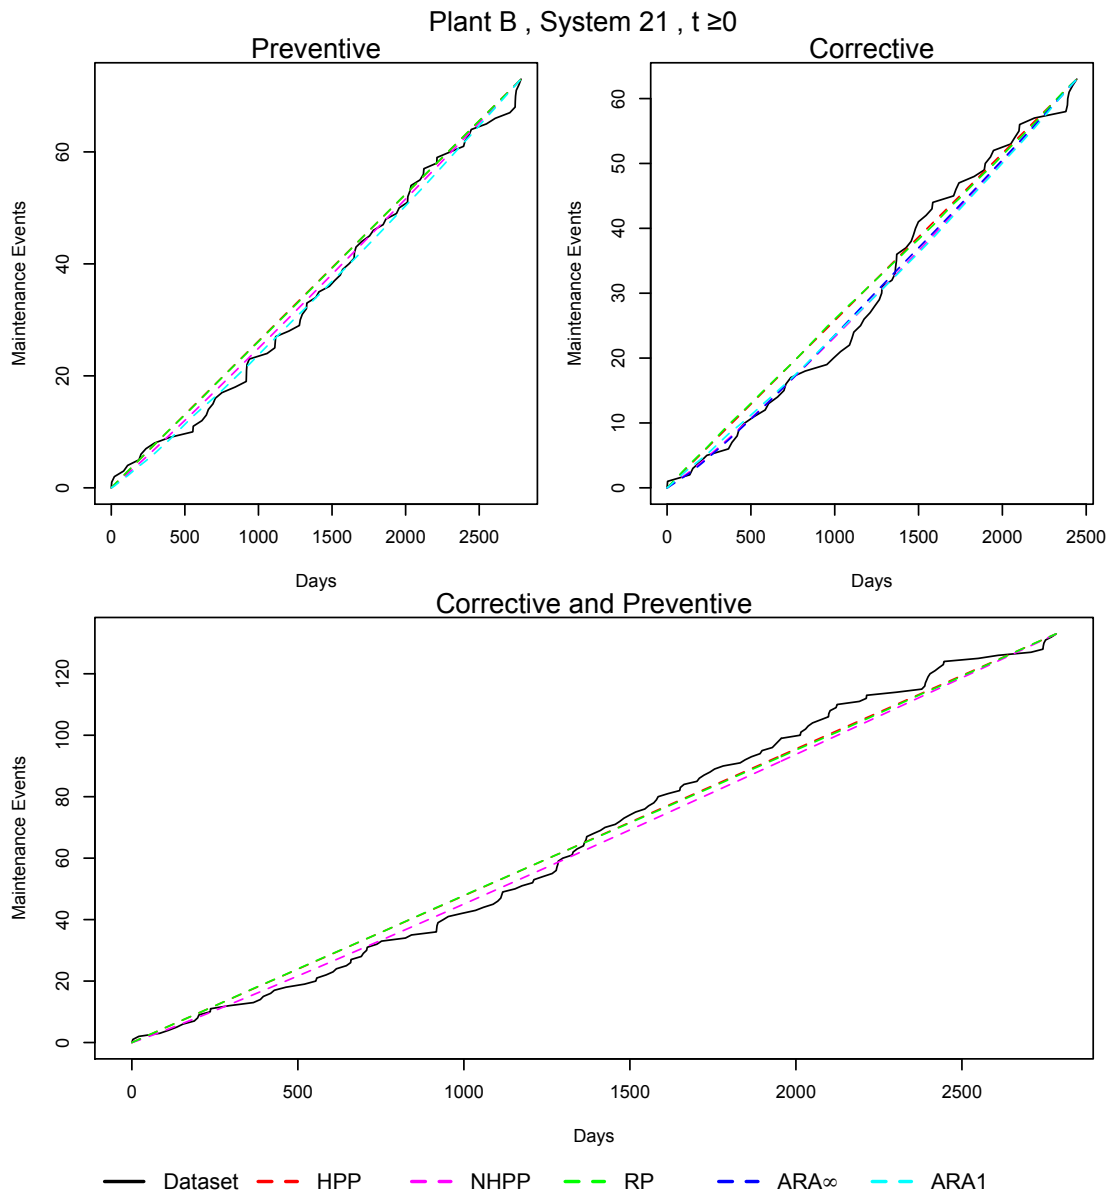 Plant B , System 21 , t ≥0
Preventive
Maintenance Events
0 20 40 60
0 500 1000 1500 2000 2500
Days
Corrective
Maintenance Events
0 10 20 30 40 50 60
0 500 1000 1500 2000 2500
Days
Corrective and Preventive
Maintenance Events
0 20 40 60 80 100 120
0 500 1000 1500 2000 2500
Days
Dataset HPP NHPP RP ARA∞ ARA1